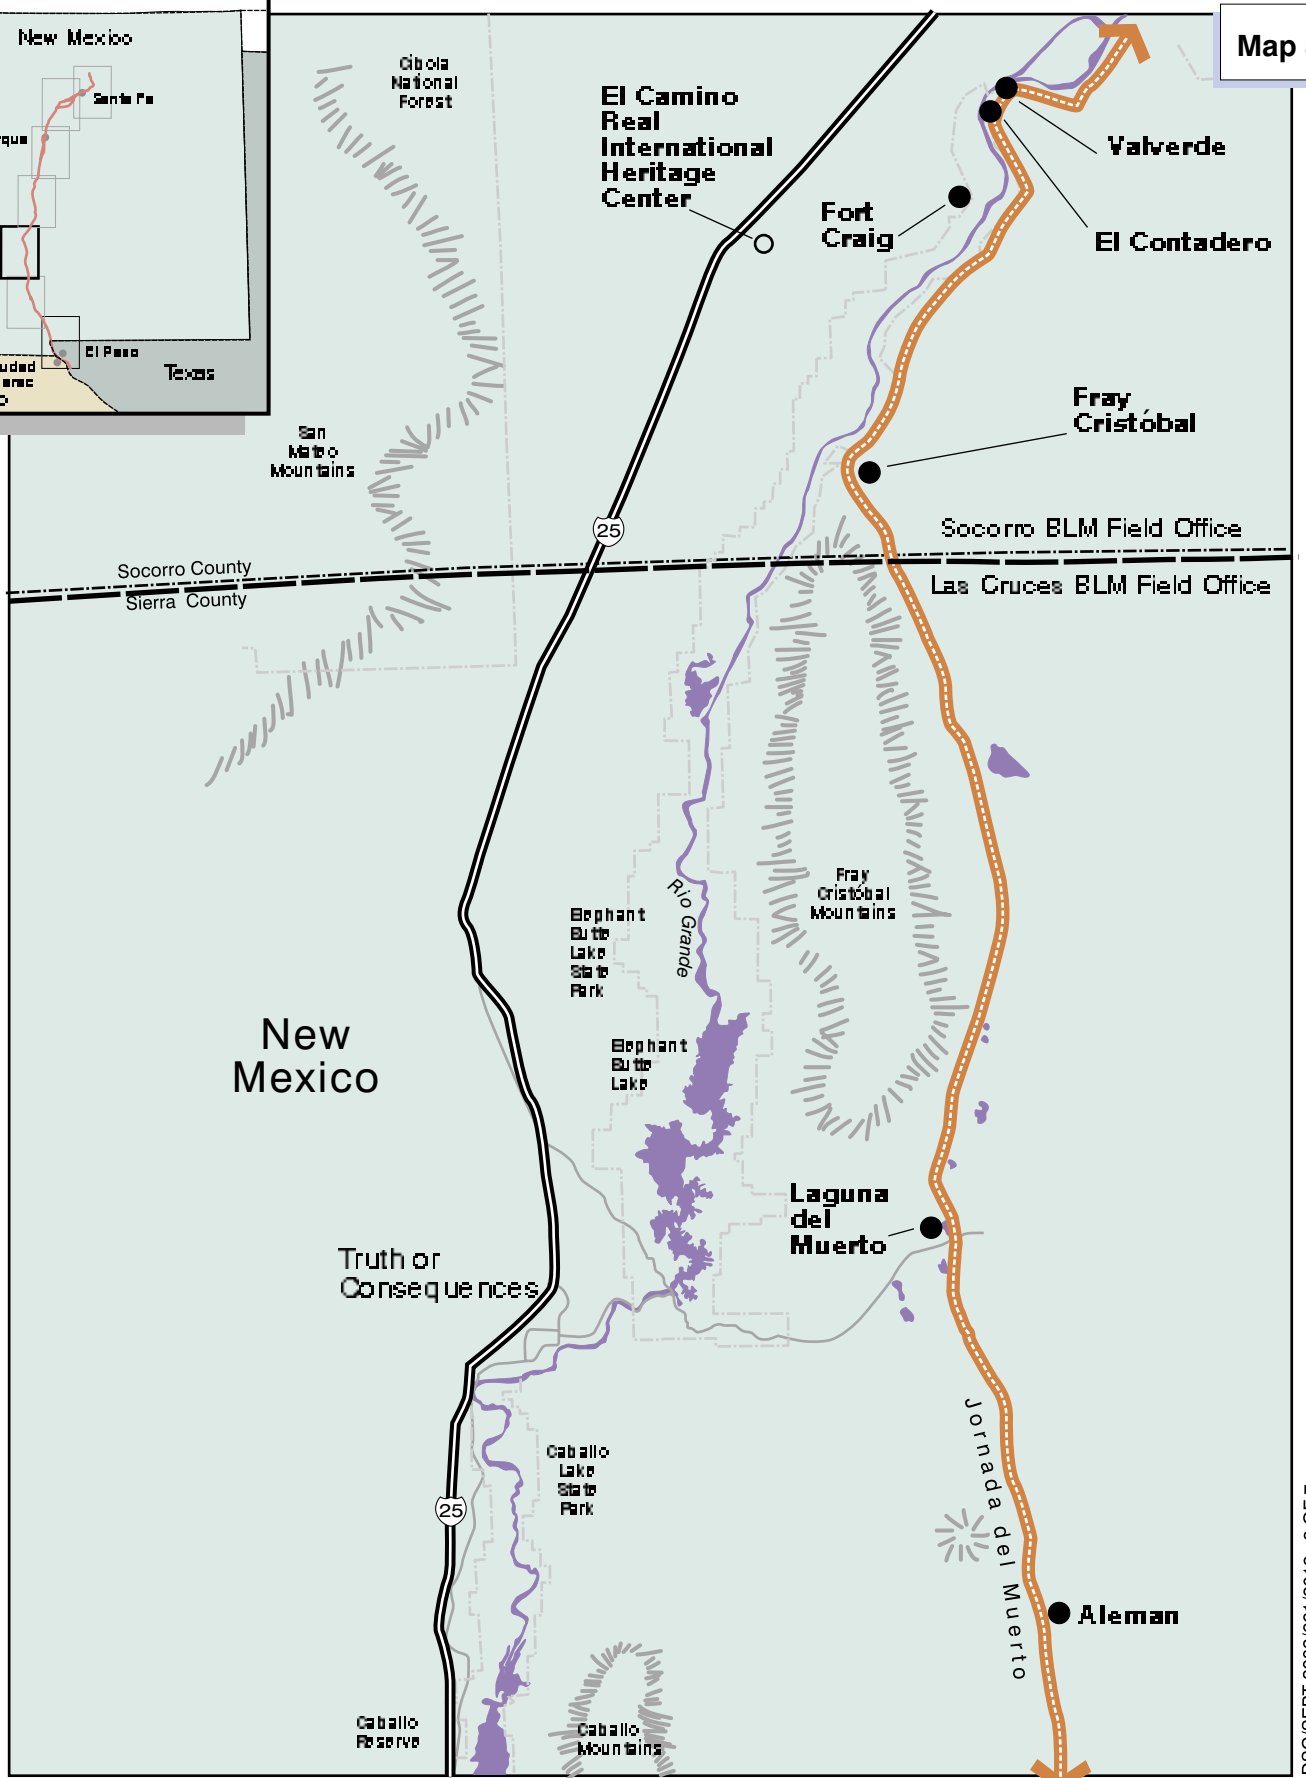 New Mexico
Santa Fe
El Paso
Texas
Map
Cibola
National
Forest
El Camino
Real
International
Heritage
Center
Valverde
Fort
Craig
El Contadero
Fray
Cristóbal
San
Mateo
Mountains
25
Socorro BLM Field Office
Socorro County
Sierra County
Las Cruces BLM Field Office
Fray
Cristóbal
Mountains
Rio Grande
Elephant
Butte
Lake
State
Park
New
Mexico
Elephant
Butte
Lake
Laguna
del
Muerto
Truth or
Consequences
Jornada del Muerto
Caballo
Lake
State
Park
25
Aleman
Caballo
Reserve
Caballo
Mountains